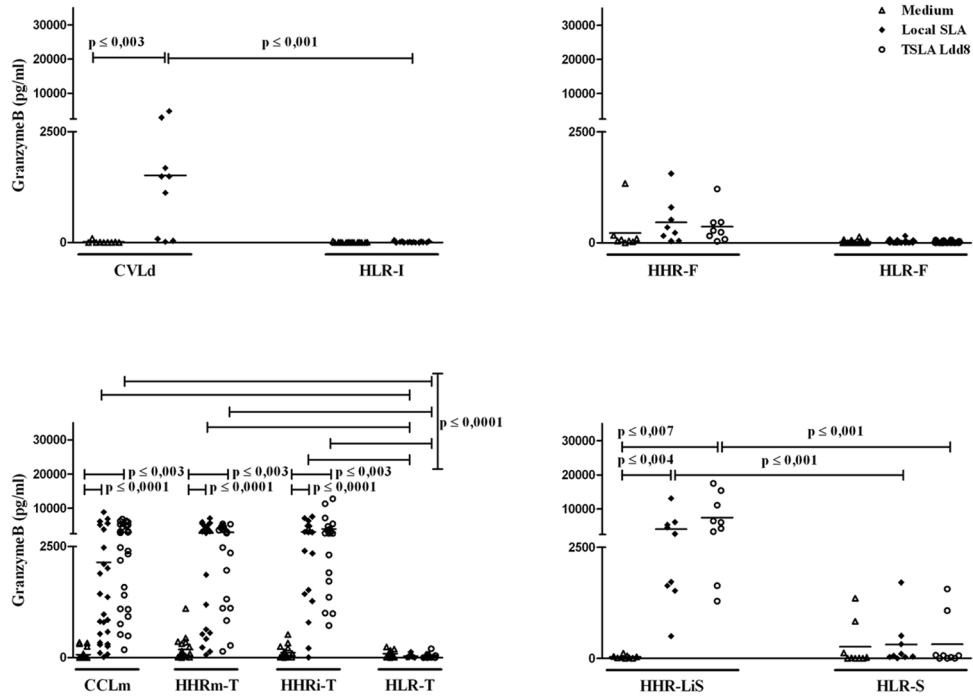 Medium
Local SLA
TSLA Ldd8
GranzymeB (pg/ml)
30000
20000
10000
2500
0
p ≤ 0,003
p ≤ 0,001
CVLd
HLR-I
30000
20000
10000
2500
0
HHR-F
HLR-F
GranzymeB (pg/ml)
30000
20000
10000
2500
0
p ≤ 0,0001
p ≤ 0,003
p ≤ 0,003
p ≤ 0,003
p ≤ 0,0001
p ≤ 0,0001
p ≤ 0,0001
CCLm
HHRm-T
HHRi-T
HLR-T
30000
20000
10000
2500
0
p ≤ 0,007
p ≤ 0,001
p ≤ 0,004
p ≤ 0,001
HHR-LiS
HLR-S